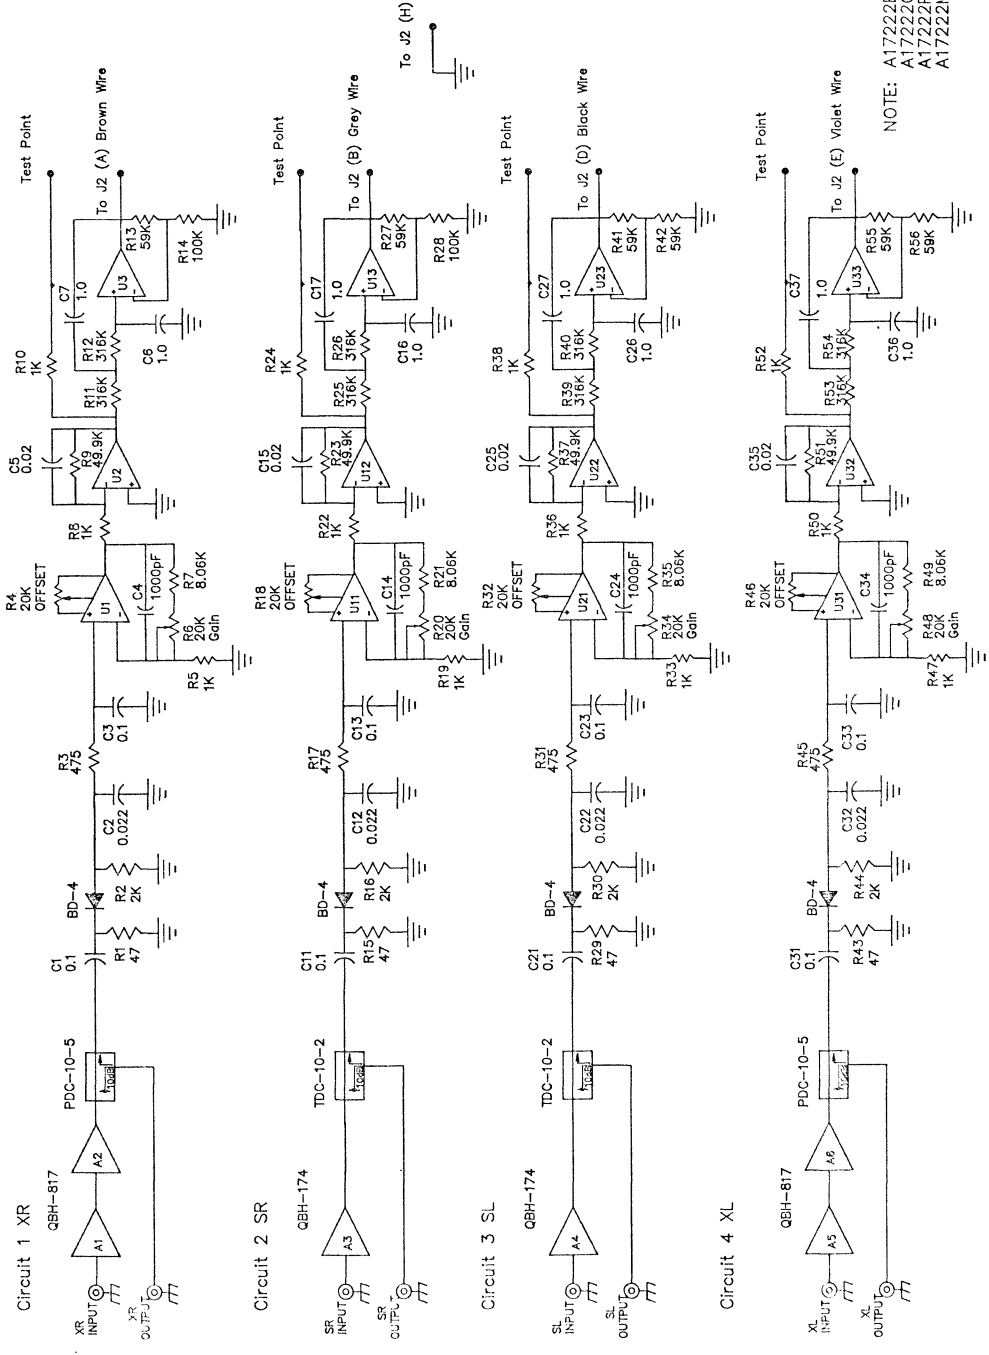 Circuit 1 XR
XR
INPUT
XR
OUTPUT
QBH-817
A1
A2
PDC-10-5
10dB
C1
0.1
R1
47
BD-4
R2
2K
C2
0.022
R3
475
C3
0.1
R4
20K
OFFSET
U1
R5
1K
C4
1000pF
R6
20K
Gain
R7
8.06K
R8
1K
C5
0.02
R9
49.9K
U2
R10
1K
R11
316K
R12
316K
C6
1.0
C7
1.0
U3
R13
59K
R14
100K
Test Point
To J2 (A) Brown Wire
Circuit 2 SR
SR
INPUT
SR
OUTPUT
QBH-174
A3
TDC-10-2
10dB
C11
0.1
R15
47
BD-4
R16
2K
C12
0.022
R17
475
C13
0.1
R18
20K
OFFSET
U11
R19
1K
C14
1000pF
R20
20K
Gain
R21
8.06K
R22
1K
C15
0.02
R23
49.9K
U12
R24
1K
R25
316K
R26
316K
C16
1.0
C17
1.0
U13
R27
59K
R28
100K
Test Point
To J2 (B) Grey Wire
To J2 (H)
Circuit 3 SL
SL
INPUT
SL
OUTPUT
QBH-174
A4
TDC-10-2
10dB
C21
0.1
R29
47
BD-4
R30
2K
C22
0.022
R31
475
C23
0.1
R32
20K
OFFSET
U21
R33
1K
C24
1000pF
R34
20K
Gain
R35
8.06K
R36
1K
C25
0.02
R37
49.9K
U22
R38
1K
R39
316K
R40
316K
C26
1.0
C27
1.0
U23
R41
59K
R42
59K
Test Point
To J2 (D) Black Wire
Circuit 4 XL
XL
INPUT
XL
OUTPUT
QBH-817
A5
A6
PDC-10-5
C31
0.1
R43
47
BD-4
R44
2K
C32
0.022
R45
475
C33
0.1
R46
20K
OFFSET
U31
R47
1K
C34
1000pF
R48
20K
Gain
R49
8.06K
R50
1K
C35
0.02
R51
49.9K
U32
R52
1K
R53
316K
R54
316K
C36
1.0
C37
1.0
U33
R55
59K
R56
59K
Test Point
To J2 (E) Violet Wire
NOTE: